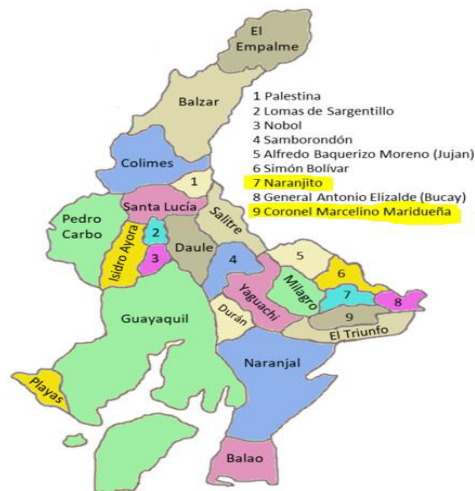 El
Empalme
Balzar
1 Palestina
2 Lomas de Sargentillo
3 Nobol
4 Samborondón
5 Alfredo Baquerizo Moreno (Jujan)
6 Simón Bolívar
7 Naranjito
8 General Antonio Elizalde (Bucay)
9 Coronel Marcelino Maridueña
Colimes
1
Santa Lucía
Pedro
Carbo
Isidro Ayora
2
3
Daule
Salitre
4
5
6
7
8
9
Yaguachi
Milagro
El Triunfo
Guayaquil
Durán
Naranjal
Playas
Balao